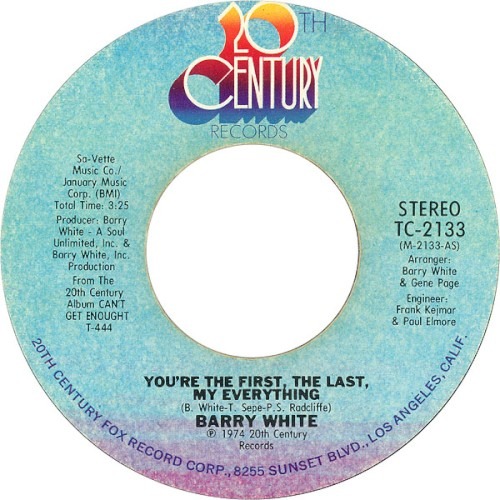 20TH
CENTURY
RECORDS
Sa-Vette
Music Co./
January Music
Corp. (BMI)
Total Time: 3:25
Producer: Barry
White - A Soul
Unlimited, Inc. &
Barry White, Inc.
Production
From The
20th Century
Album CAN'T
GET ENOUGHT
T-444
STEREO
TC-2133
(M-2133-AS)
Arranger:
Barry White
& Gene Page
Engineer:
Frank Kejmar
& Paul Elmore
YOU'RE THE FIRST, THE LAST,
MY EVERYTHING
(B. White-T. Sepe-P.S. Radcliffe)
BARRY WHITE
℗ 1974 20th Century
Records
20TH CENTURY FOX RECORD CORP., 8255 SUNSET BLVD., LOS ANGELES, CALIF.